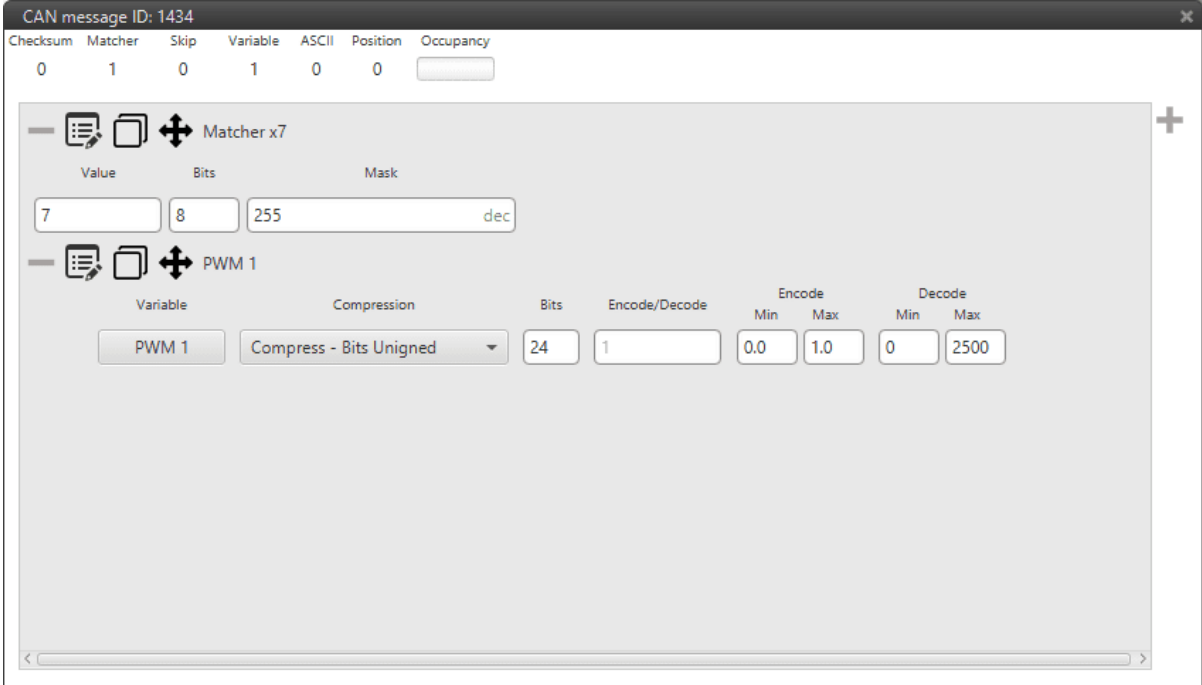 CAN message ID: 1434
Checksum Matcher Skip Variable ASCII Position Occupancy
0 1 0 1 0 0
Matcher x7
Value Bits Mask
7 8 255 dec
PWM 1
Variable Compression Bits Encode/Decode Encode Decode
Min Max Min Max
PWM 1 Compress - Bits Unigned 24 1 0.0 1.0 0 2500